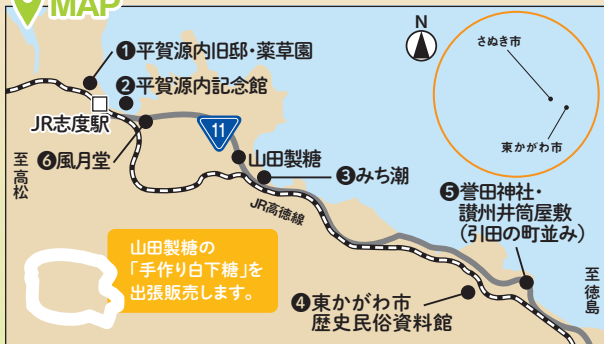 MAP
N
さぬき市
東かがわ市
❶平賀源内旧邸・薬草園
❷平賀源内記念館
JR志度駅
至高松
❻風月堂
11
山田製糖
❸みち潮
JR高徳線
❺誉田神社・
讃州井筒屋敷
(引田の町並み)
至徳島
山田製糖の
「手作り白下糖」を
出張販売します。
❹東かがわ市
歴史民俗資料館